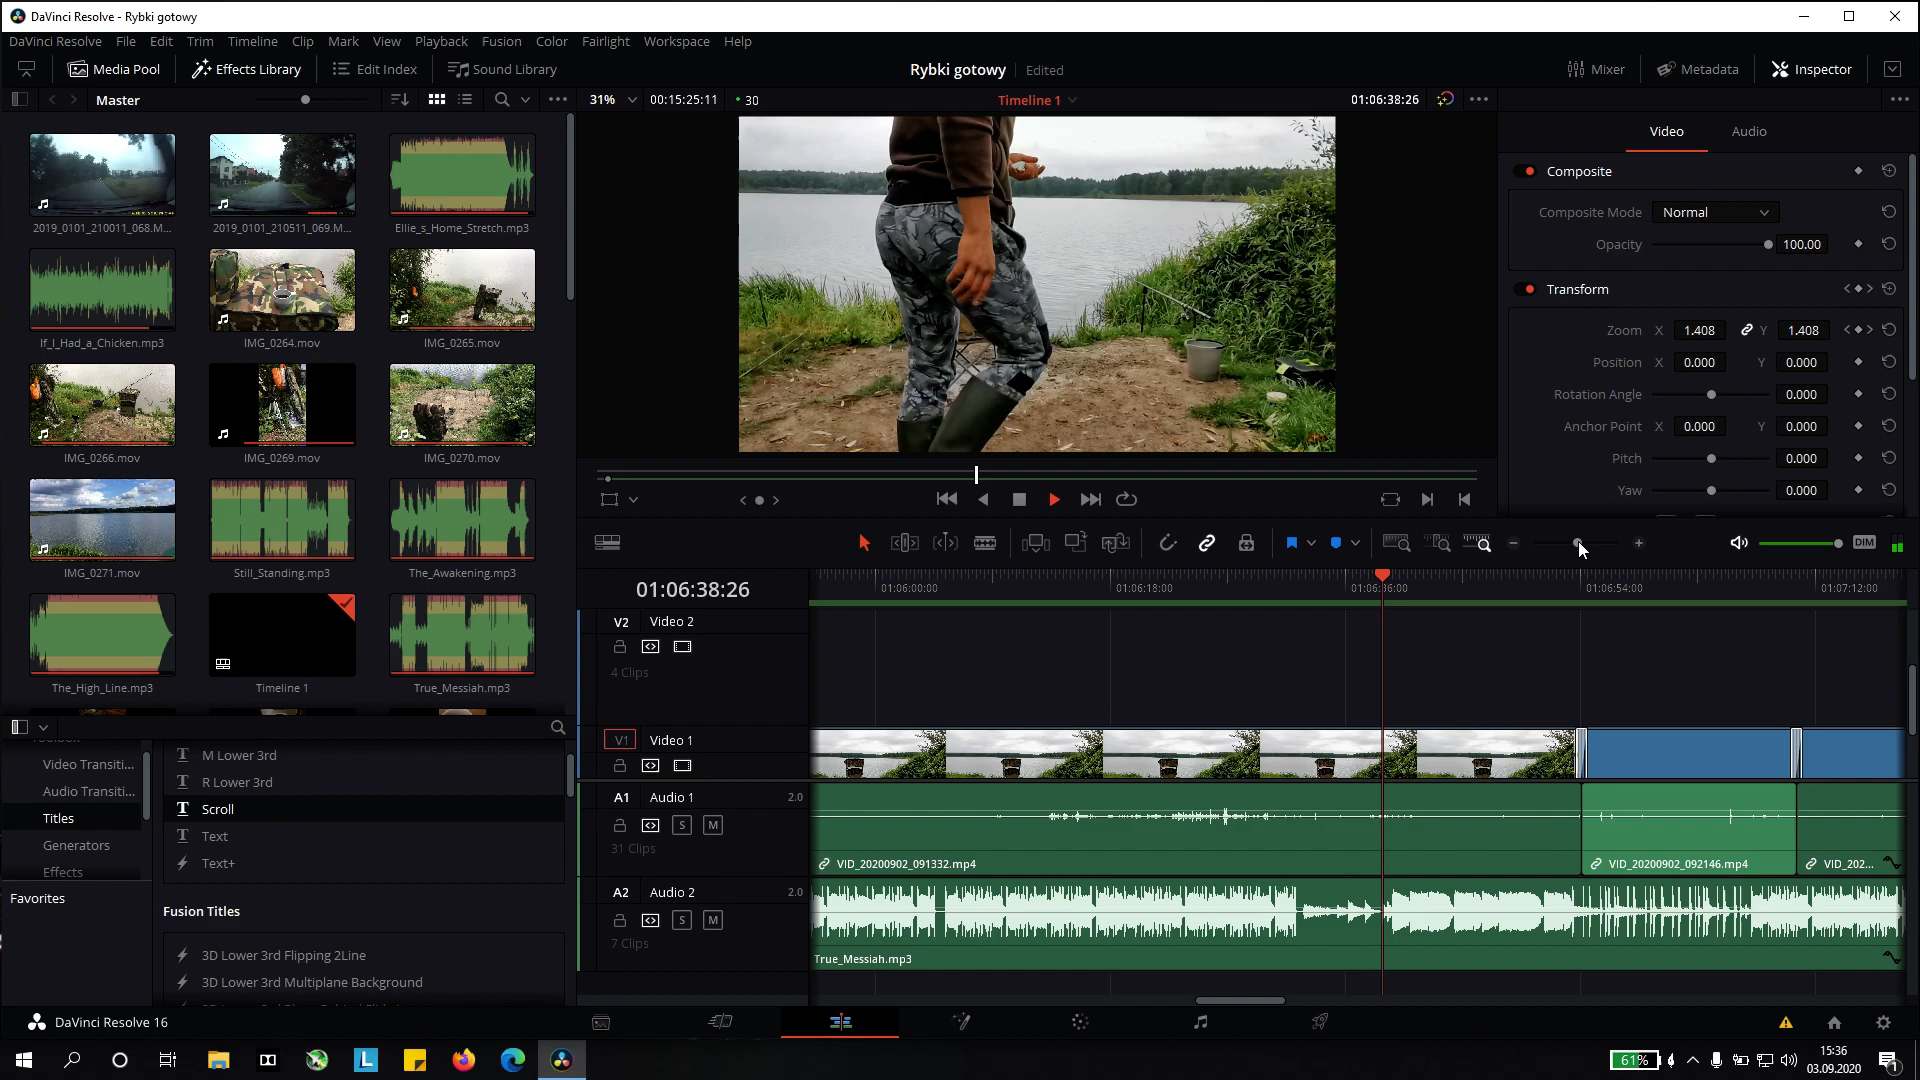 DaVinci Resolve - Rybki gotowy
DaVinci Resolve File Edit Trim Timeline Clip Mark View Playback Fusion Color Fairlight Workspace Help
Media Pool Effects Library Edit Index Sound Library Rybki gotowy Edited Mixer Metadata Inspector
Master 31% 00:15:25:11 30 Timeline 1 01:06:38:26
Video Audio
Composite
Composite Mode Normal
Opacity 100.00
Transform
Zoom X 1.408 Y 1.408
Position X 0.000 Y 0.000
Rotation Angle 0.000
Anchor Point X 0.000 Y 0.000
Pitch 0.000
Yaw 0.000
2019_0101_210011_068.M... 2019_0101_210511_069.M... Ellie_s_Home_Stretch.mp3
If_I_Had_a_Chicken.mp3 IMG_0264.mov IMG_0265.mov
IMG_0266.mov IMG_0269.mov IMG_0270.mov
IMG_0271.mov Still_Standing.mp3 The_Awakening.mp3
The_High_Line.mp3 Timeline 1 True_Messiah.mp3
DIM
01:06:38:26 01:06:00:00 01:06:18:00 01:06:36:00 01:06:54:00 01:07:12:00
V2 Video 2
4 Clips
V1 Video 1
A1 Audio 1 2.0
S M
31 Clips
VID_20200902_091332.mp4 VID_20200902_092146.mp4 VID_202...
A2 Audio 2 2.0
S M
7 Clips
True_Messiah.mp3
Video Transiti...
Audio Transiti...
Titles
Generators
Effects
Favorites
M Lower 3rd
R Lower 3rd
Scroll
Text
Text+
Fusion Titles
3D Lower 3rd Flipping 2Line
3D Lower 3rd Multiplane Background
DaVinci Resolve 16
61%
15:36
03.09.2020
1